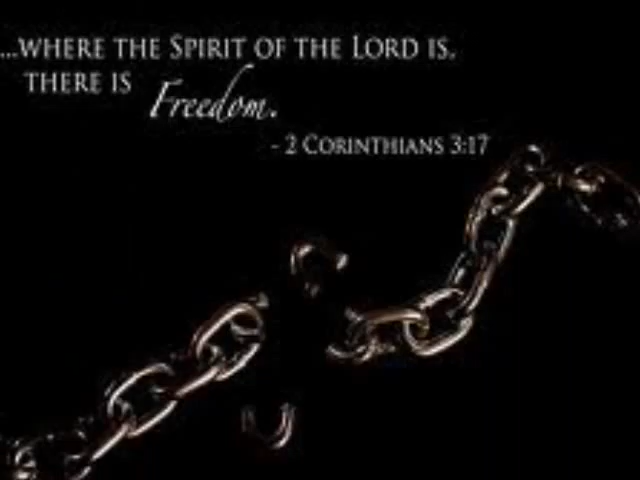 ...WHERE THE SPIRIT OF THE LORD IS,
THERE IS Freedom.
- 2 CORINTHIANS 3:17